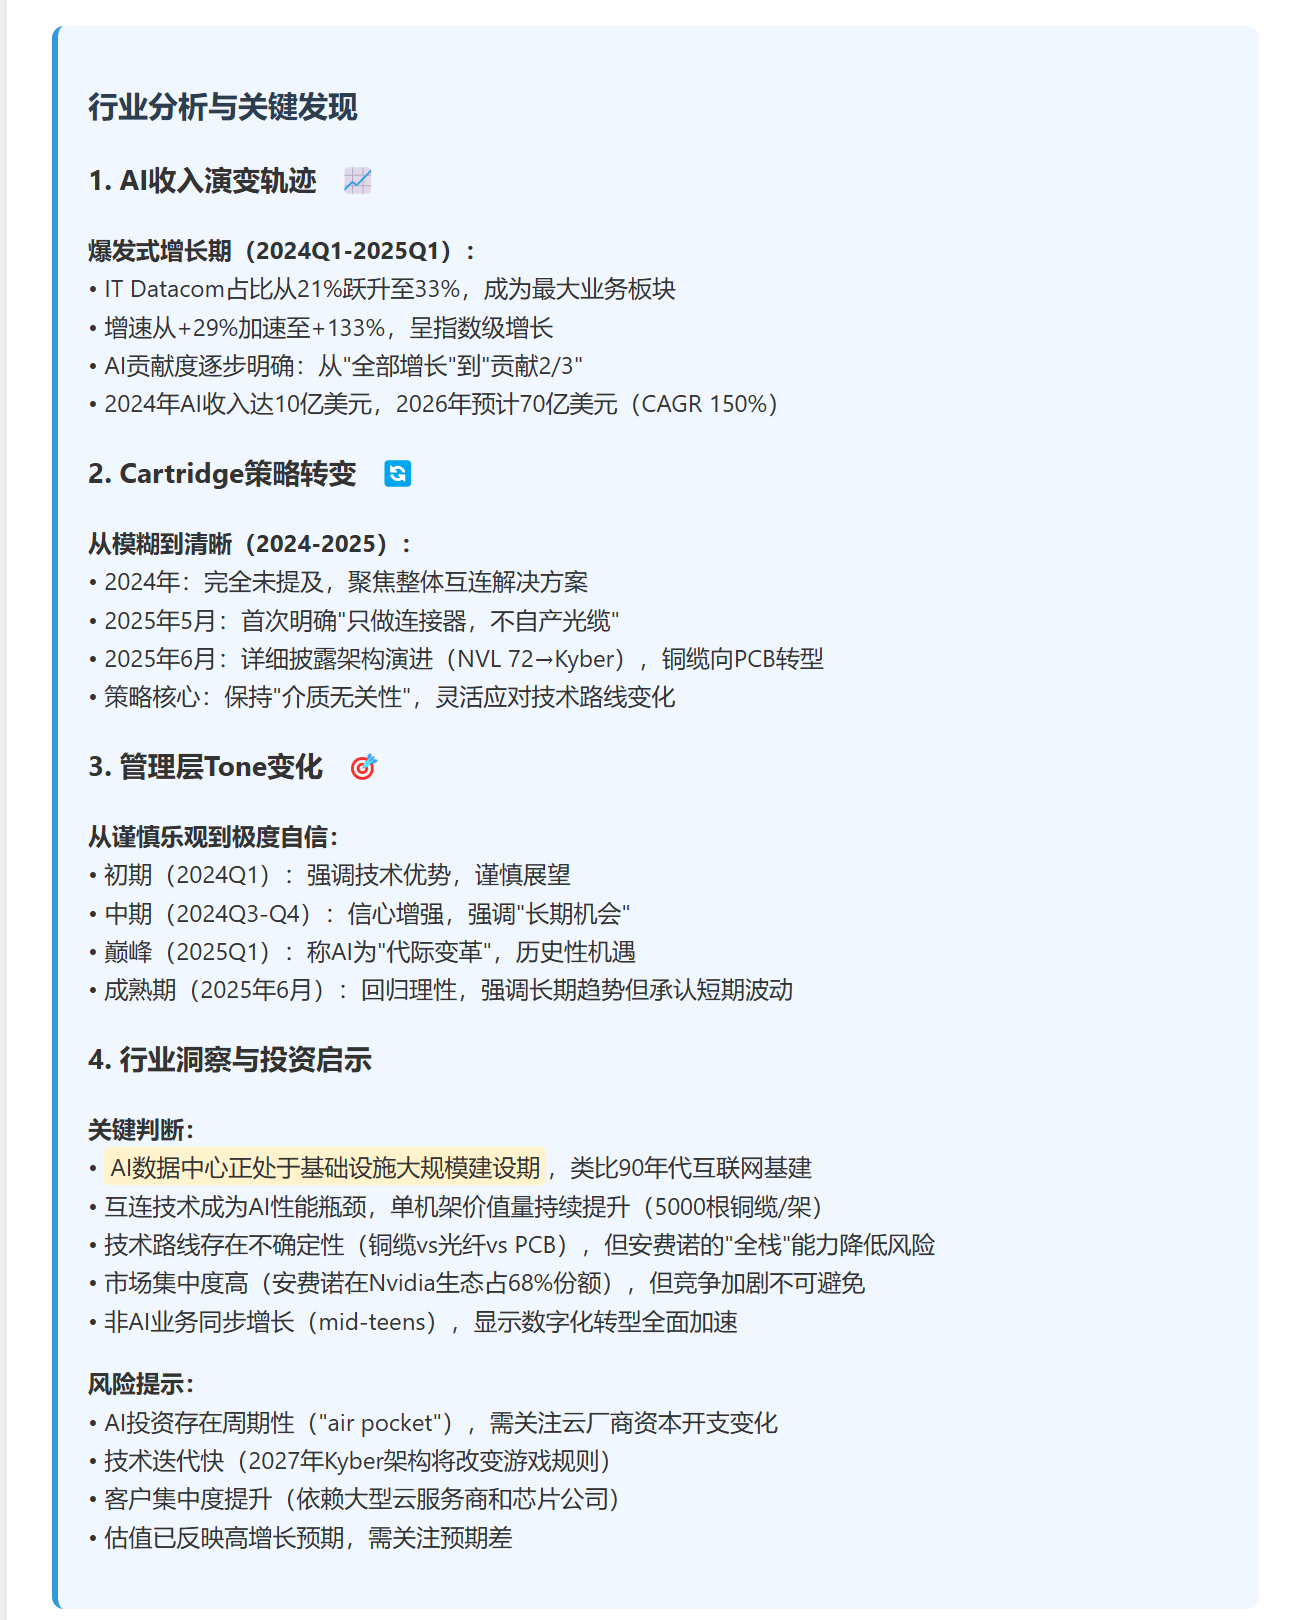 行业分析与关键发现
1. AI收入演变轨迹
爆发式增长期（2024Q1-2025Q1）：
• IT Datacom占比从21%跃升至33%，成为最大业务板块
• 增速从+29%加速至+133%，呈指数级增长
• AI贡献度逐步明确：从"全部增长"到"贡献2/3"
• 2024年AI收入达10亿美元，2026年预计70亿美元（CAGR 150%）
2. Cartridge策略转变
从模糊到清晰（2024-2025）：
• 2024年：完全未提及，聚焦整体互连解决方案
• 2025年5月：首次明确"只做连接器，不自产光缆"
• 2025年6月：详细披露架构演进（NVL 72→Kyber），铜缆向PCB转型
• 策略核心：保持"介质无关性"，灵活应对技术路线变化
3. 管理层Tone变化
从谨慎乐观到极度自信：
• 初期（2024Q1）：强调技术优势，谨慎展望
• 中期（2024Q3-Q4）：信心增强，强调"长期机会"
• 巅峰（2025Q1）：称AI为"代际变革"，历史性机遇
• 成熟期（2025年6月）：回归理性，强调长期趋势但承认短期波动
4. 行业洞察与投资启示
关键判断：
• AI数据中心正处于基础设施大规模建设期，类比90年代互联网基建
• 互连技术成为AI性能瓶颈，单机架价值量持续提升（5000根铜缆/架）
• 技术路线存在不确定性（铜缆vs光纤vs PCB），但安费诺的"全栈"能力降低风险
• 市场集中度高（安费诺在Nvidia生态占68%份额），但竞争加剧不可避免
• 非AI业务同步增长（mid-teens），显示数字化转型全面加速
风险提示：
• AI投资存在周期性（"air pocket"），需关注云厂商资本开支变化
• 技术迭代快（2027年Kyber架构将改变游戏规则）
• 客户集中度提升（依赖大型云服务商和芯片公司）
• 估值已反映高增长预期，需关注预期差